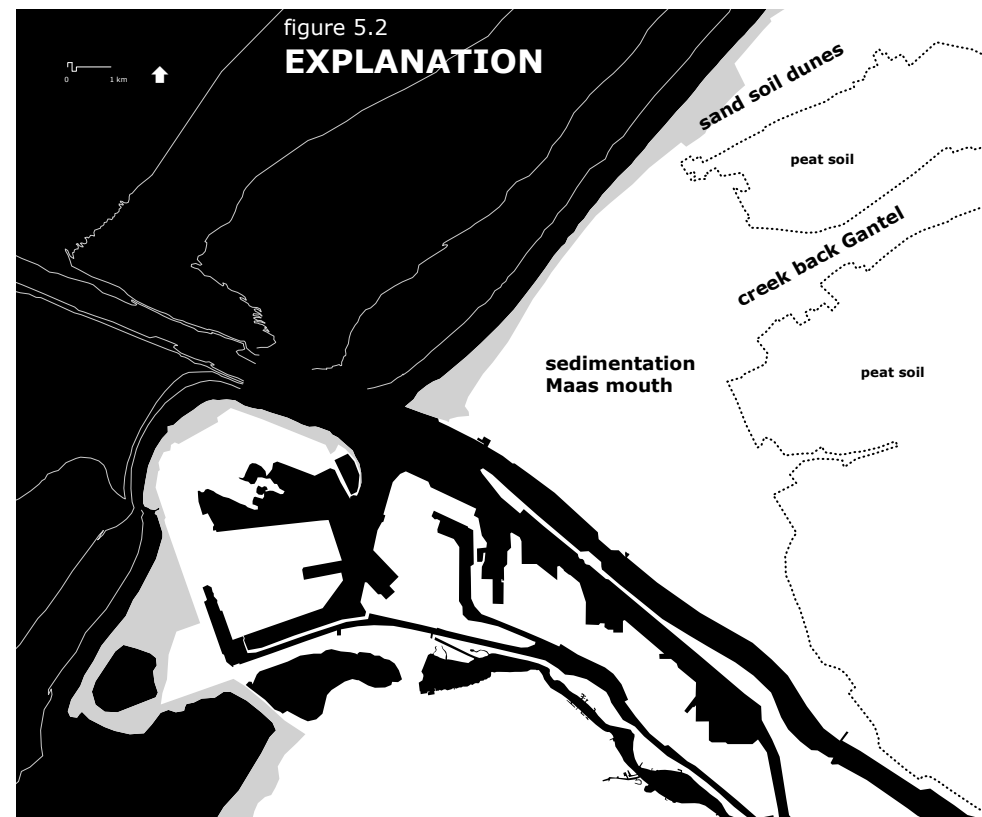 figure 5.2
EXPLANATION
0 1 km
sand soil dunes
peat soil
creek back Gantel
sedimentation
Maas mouth
peat soil